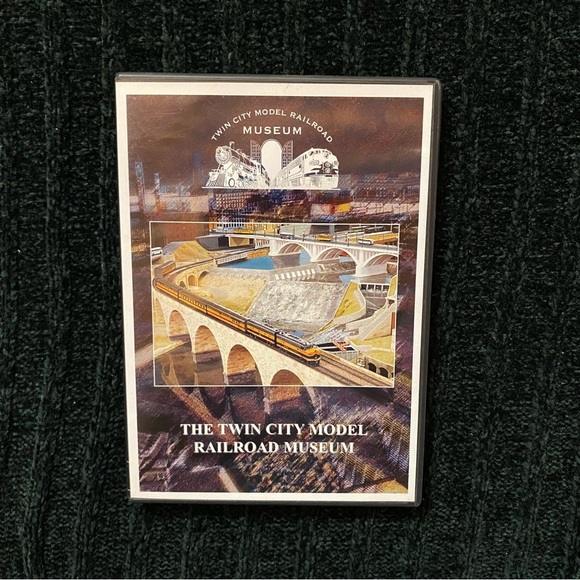 TWIN CITY MODEL RAILROAD
MUSEUM
THE TWIN CITY MODEL
RAILROAD MUSEUM